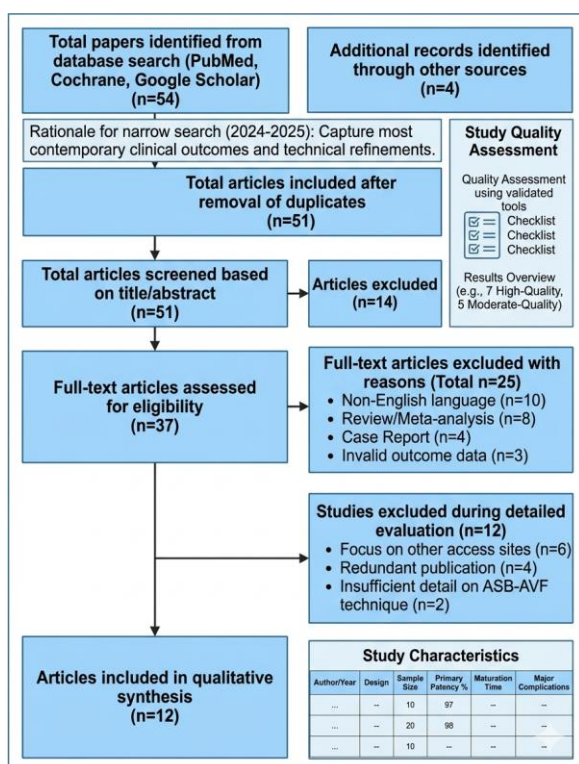 Total papers identified from
database search (PubMed,
Cochrane, Google Scholar)
(n=54)
Additional records identified
through other sources
(n=4)
Rationale for narrow search (2024-2025): Capture most
contemporary clinical outcomes and technical refinements.
Study Quality
Assessment
Quality Assessment
using validated
tools
Checklist
Checklist
Checklist
Results Overview
(e.g., 7 High-Quality,
5 Moderate-Quality)
Total articles included after
removal of duplicates
(n=51)
Total articles screened based
on title/abstract
(n=51)
Articles excluded
(n=14)
Full-text articles assessed
for eligibility
(n=37)
Full-text articles excluded with
reasons (Total n=25)
• Non-English language (n=10)
• Review/Meta-analysis (n=8)
• Case Report (n=4)
• Invalid outcome data (n=3)
Studies excluded during detailed
evaluation (n=12)
• Focus on other access sites (n=6)
• Redundant publication (n=4)
• Insufficient detail on ASB-AVF
technique (n=2)
Articles included in qualitative
synthesis
(n=12)
Study Characteristics
Author/Year Design Sample Size Primary Patency % Maturation Time Major Complications
... -- 10 97 -- --
... -- 20 98 -- --
... -- 10 -- -- --